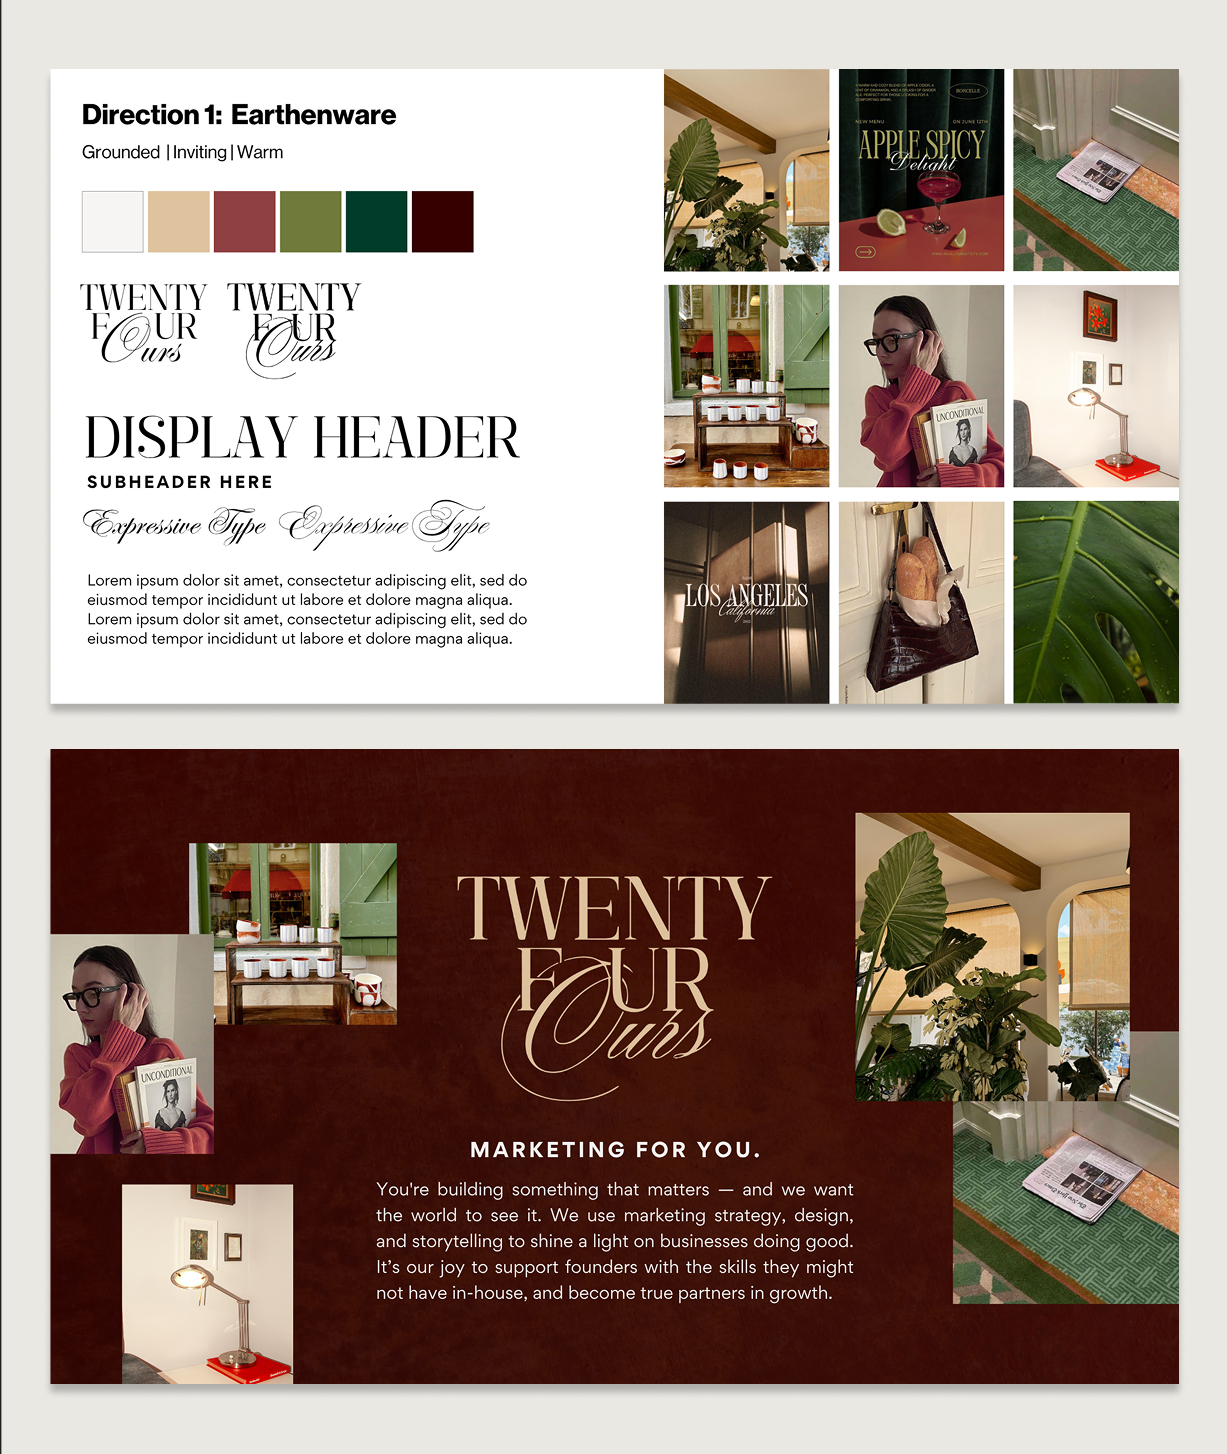 Direction 1: Earthenware
Grounded | Inviting | Warm
TWENTY
FOUR
Ours
TWENTY
FOUR
Ours
DISPLAY HEADER
SUBHEADER HERE
Expressive Type Expressive Type
Lorem ipsum dolor sit amet, consectetur adipiscing elit, sed do
eiusmod tempor incididunt ut labore et dolore magna aliqua.
Lorem ipsum dolor sit amet, consectetur adipiscing elit, sed do
eiusmod tempor incididunt ut labore et dolore magna aliqua.
BORCELLE
NEW MENU
ON JUNE 12TH
APPLE SPICY
Delight
UNCONDITIONAL
LOS ANGELES
California
TWENTY
FOUR
Ours
UNCONDITIONAL
MARKETING FOR YOU.
You're building something that matters — and we want
the world to see it. We use marketing strategy, design,
and storytelling to shine a light on businesses doing good.
It's our joy to support founders with the skills they might
not have in-house, and become true partners in growth.